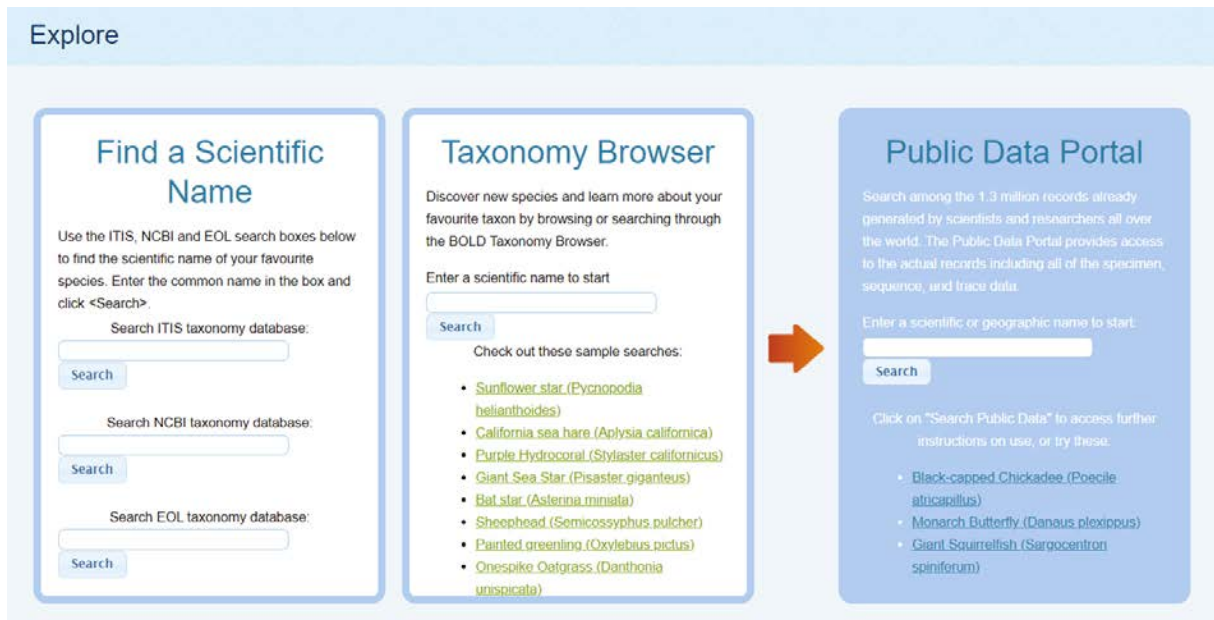 Explore
Find a Scientific
Name
Use the ITIS, NCBI and EOL search boxes below
to find the scientific name of your favourite
species. Enter the common name in the box and
click <Search>.
Search ITIS taxonomy database:
Search
Search NCBI taxonomy database:
Search
Search EOL taxonomy database:
Search
Taxonomy Browser
Discover new species and learn more about your
favourite taxon by browsing or searching through
the BOLD Taxonomy Browser.
Enter a scientific name to start
Search
Check out these sample searches:
• Sunflower star (Pycnopodia
helianthoides)
• California sea hare (Aplysia californica)
• Purple Hydrocoral (Stylaster californicus)
• Giant Sea Star (Pisaster giganteus)
• Bat star (Asterina miniata)
• Sheephead (Semicossyphus pulcher)
• Painted greenling (Oxylebius pictus)
• Onespike Oatgrass (Danthonia
unispicata)
Public Data Portal
Search among the 1.3 million records already
generated by scientists and researchers all over
the world. The Public Data Portal provides access
to the actual records including all of the specimen,
sequence, and trace data.
Enter a scientific or geographic name to start:
Search
Click on "Search Public Data" to access further
instructions on use, or try these:
• Black-capped Chickadee (Poecile
atricapillus)
• Monarch Butterfly (Danaus plexippus)
• Giant Squirrelfish (Sargocentron
spiniferum)